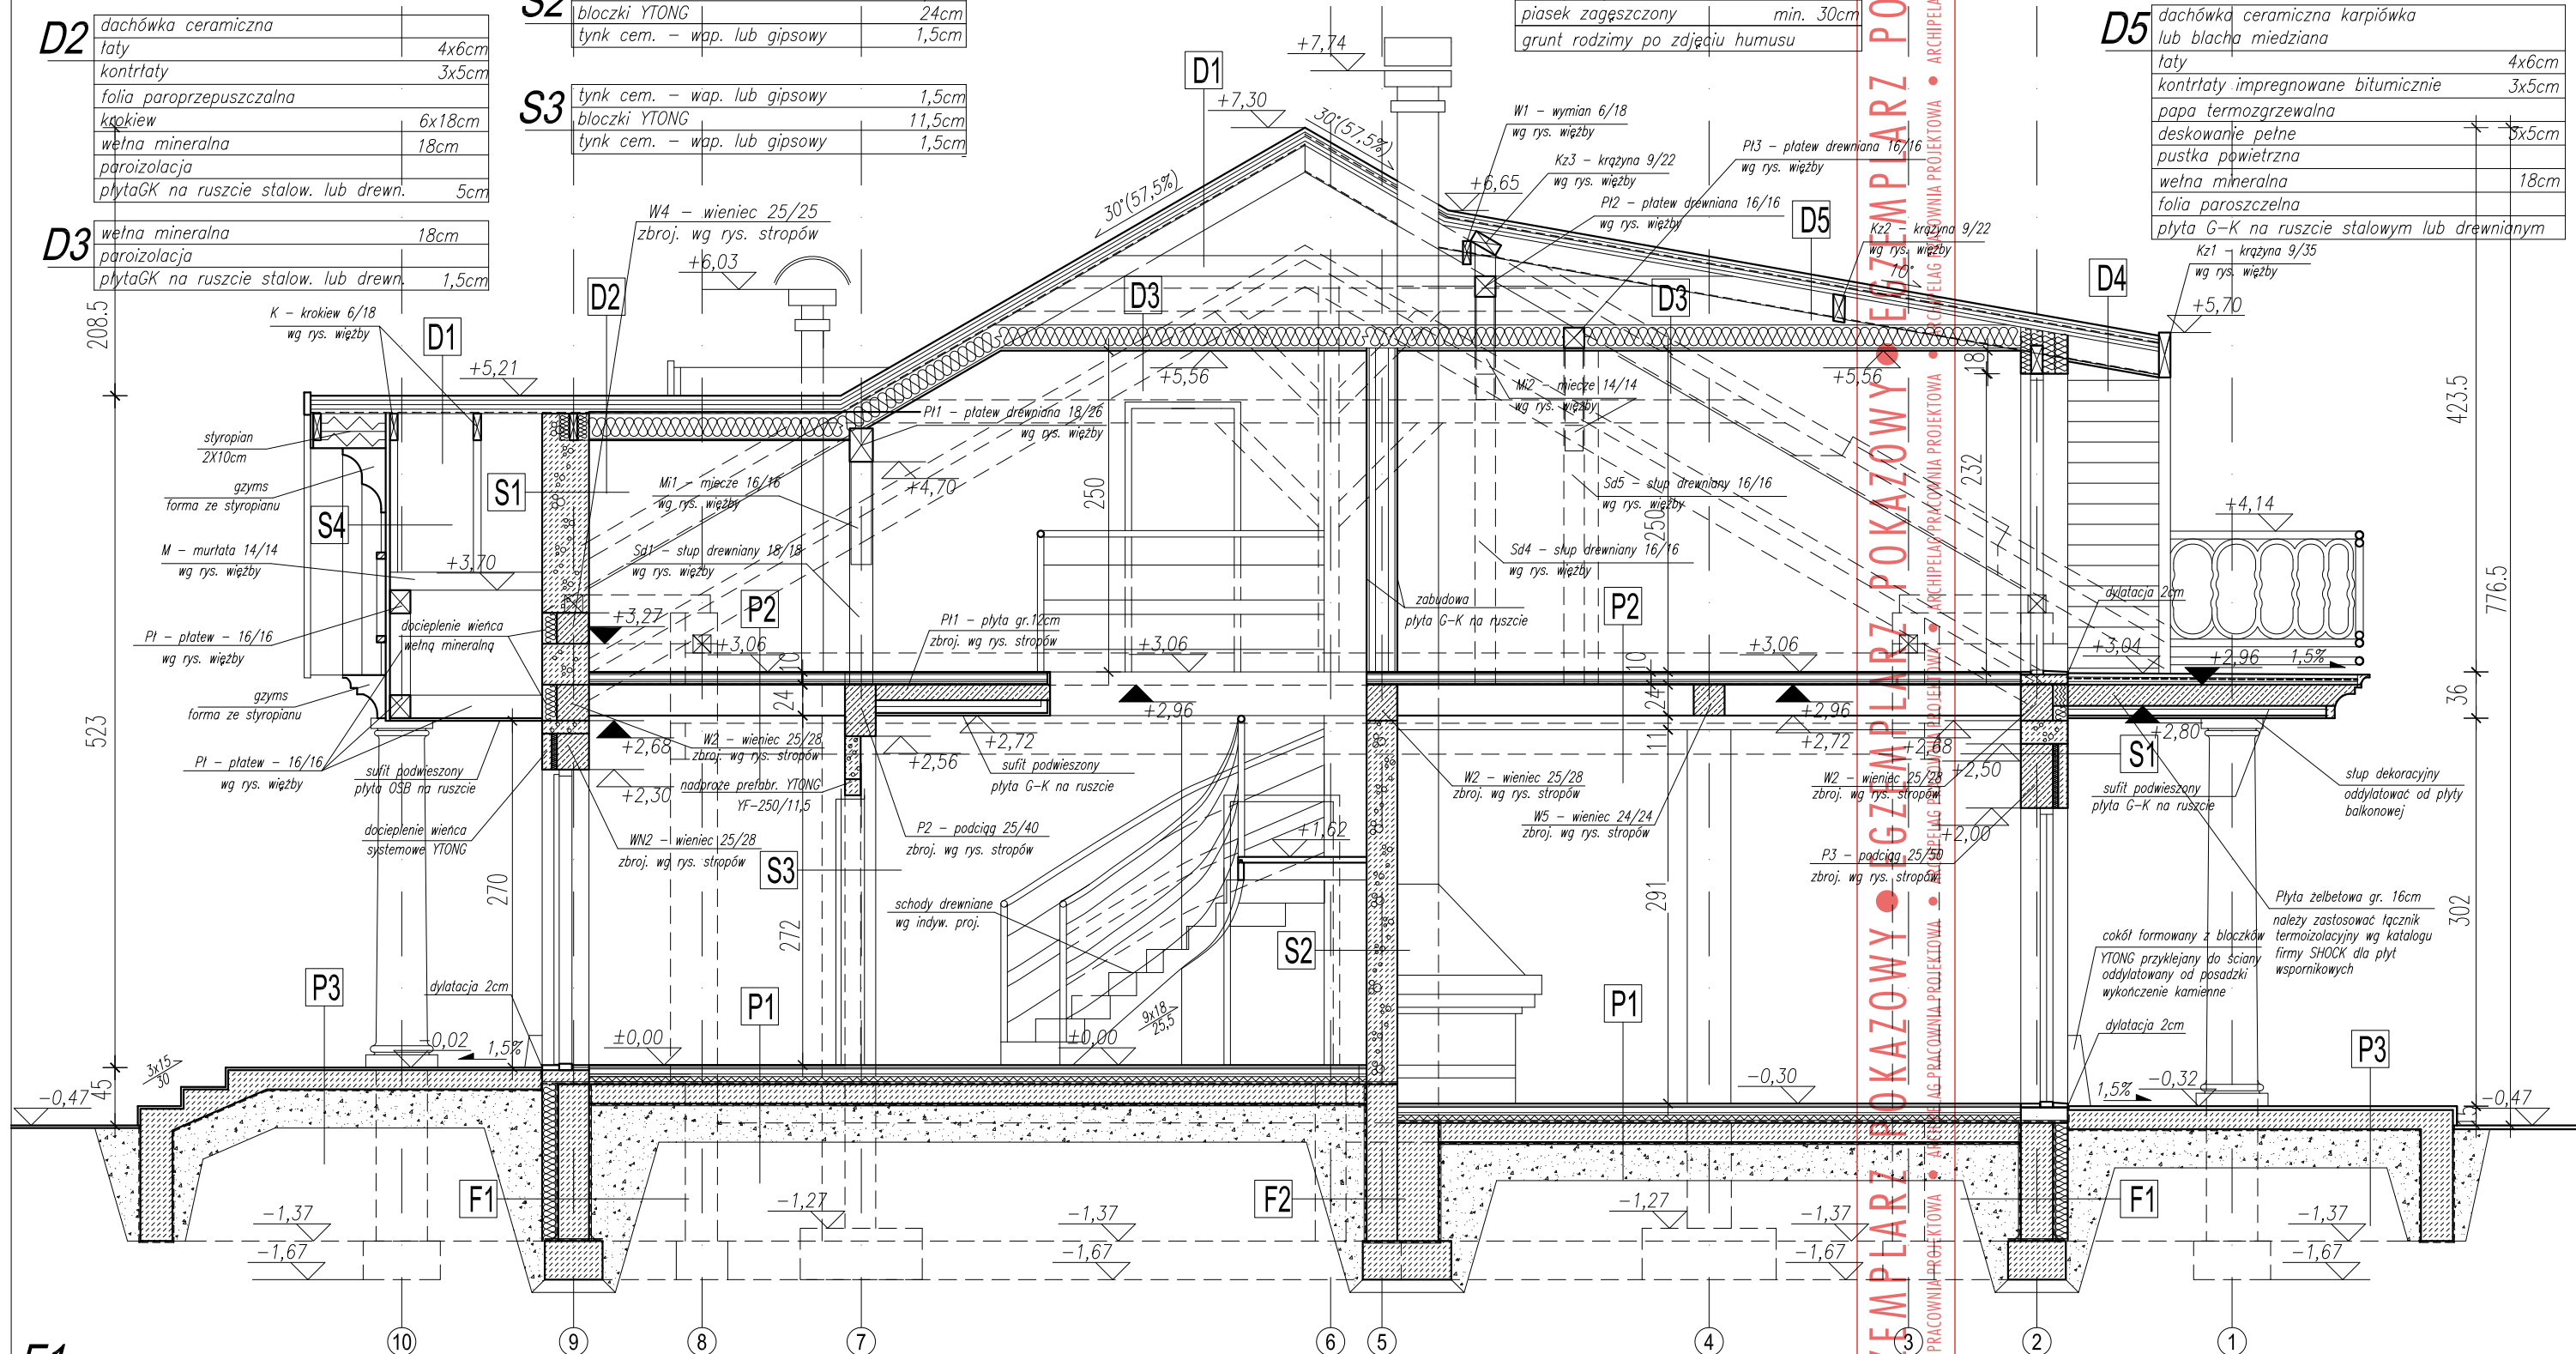 D2
dachówka ceramiczna
łaty 4x6cm
kontrłaty 3x5cm
folia paroprzepuszczalna
krokiew 6x18cm
wełna mineralna 18cm
paroizolacja
płytaGK na ruszcie stalow. lub drewn. 5cm
D3
wełna mineralna 18cm
paroizolacja
płytaGK na ruszcie stalow. lub drewn. 1,5cm
S2
bloczki YTONG 24cm
tynk cem. – wap. lub gipsowy 1,5cm
S3
tynk cem. – wap. lub gipsowy 1,5cm
bloczki YTONG 11,5cm
tynk cem. – wap. lub gipsowy 1,5cm
piasek zagęszczony min. 30cm
grunt rodzimy po zdjęciu humusu
D5
dachówka ceramiczna karpiówka
lub blacha miedziana
łaty 4x6cm
kontrłaty impregnowane bitumicznie 3x5cm
papa termozgrzewalna
deskowanie pełne 3x5cm
pustka powietrzna
wełna mineralna 18cm
folia paroszczelna
płyta G–K na ruszcie stalowym lub drewnianym
+7,74
D1
+7,30
30°(57,5%)
30°(57,5%)
W1 – wymian 6/18
wg rys. więźby
Kz3 – krążyna 9/22
wg rys. więźby
Pł3 – płatew drewniana 16/16
wg rys. więźby
+6,65
Pł2 – płatew drewniana 16/16
wg rys. więźby
D5
Kz2 – krążyna 9/22
wg rys. więźby
10°
Kz1 – krążyna 9/35
wg rys. więźby
D4
+5,70
W4 – wieniec 25/25
zbroj. wg rys. stropów
+6,03
D2
D3
D3
K – krokiew 6/18
wg rys. więźby
D1
+5,21
+5,56
+5,56
18
208.5
423.5
styropian
2X10cm
gzyms
forma ze styropianu
S4
S1
M – murłata 14/14
wg rys. więźby
+3,70
Pł1 – płatew drewniana 18/26
wg rys. więźby
+4,70
Mi1 – miecze 16/16
wg rys. więźby
Sd1 – słup drewniany 18/18
wg rys. więźby
250
Mi2 – miecze 14/14
wg rys. więźby
Sd5 – słup drewniany 16/16
wg rys. więźby
250
Sd4 – słup drewniany 16/16
wg rys. więźby
232
+4,14
776.5
Pł – płatew – 16/16
wg rys. więźby
docieplenie wieńca
wełną mineralną
+3,27
P2
+3,06
10
Pł1 – płyta gr.12cm
zbroj. wg rys. stropów
+3,06
zabudowa
płyta G–K na ruszcie
P2
+3,06
10
dylatacja 2cm
+3,04
+2,96
1,5%
gzyms
forma ze styropianu
24
+2,96
24
+2,96
36
523
+2,68
W2 – wieniec 25/28
zbroj. wg rys. stropów
+2,56
+2,72
11
+2,72
+2,68
+2,80
S1
Pł – płatew – 16/16
wg rys. więźby
sufit podwieszony
płyta OSB na ruszcie
+2,30
nadproże prefabr. YTONG
YF–250/11,5
sufit podwieszony
płyta G–K na ruszcie
W2 – wieniec 25/28
zbroj. wg rys. stropów
W5 – wieniec 24/24
zbroj. wg rys. stropów
W2 – wieniec 25/28
zbroj. wg rys. stropów
+2,50
sufit podwieszony
płyta G–K na ruszcie
słup dekoracyjny
oddylatować od płyty
balkonowej
docieplenie wieńca
systemowe YTONG
WN2 – wieniec 25/28
zbroj. wg rys. stropów
P2 – podciąg 25/40
zbroj. wg rys. stropów
+1,62
+2,00
P3 – podciąg 25/50
zbroj. wg rys. stropów
S3
270
272
schody drewniane
wg indyw. proj.
S2
291
302
Płyta żelbetowa gr. 16cm
należy zastosować łącznik
termoizolacyjny wg katalogu
firmy SHOCK dla płyt
wspornikowych
cokół formowany z bloczków
YTONG przyklejany do ściany
oddylatowany od posadzki
wykończenie kamienne
P3
dylatacja 2cm
P1
9x18
25,5
P1
dylatacja 2cm
P3
-0,02
1,5%
±0,00
±0,00
3x15
30
45
-0,47
-0,30
1,5%
-0,32
-0,47
F1
F2
F1
-1,37
-1,67
-1,27
-1,37
-1,67
-1,27
-1,37
-1,67
-1,37
-1,67
10
9
8
7
6
5
4
3
2
1
EGZEMPLARZ POKAZOWY • EGZEMPLARZ POKAZOWY • EGZEMPLARZ
ARCHIPELAG PRACOWNIA PROJEKTOWA • ARCHIPELAG PRACOWNIA PROJEKTOWA • ARCHIPELAG PRACOWNIA PROJEKTOWA